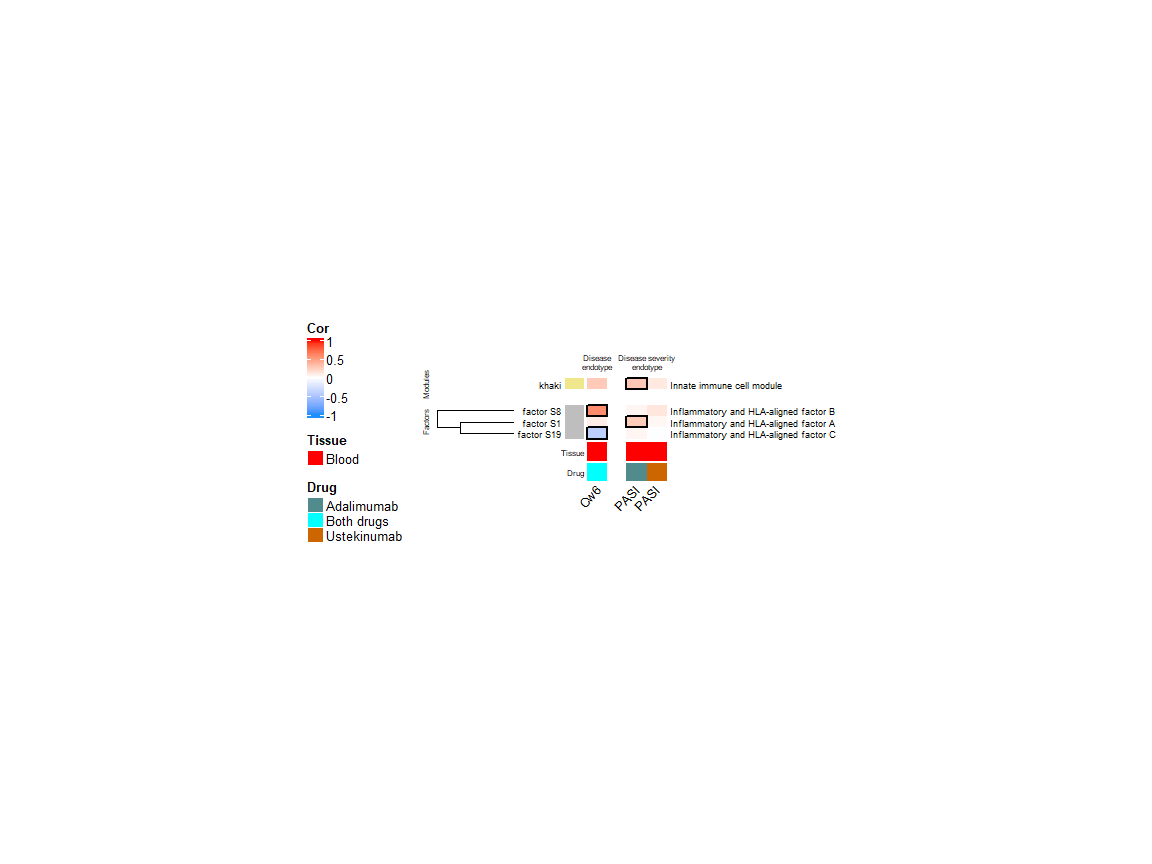 Cor
1
0.5
0
-0.5
-1
Tissue
Blood
Drug
Adalimumab
Both drugs
Ustekinumab
Modules
Factors
Disease
endotype
Disease severity
endotype
khaki
Innate immune cell module
factor S8
Inflammatory and HLA-aligned factor B
factor S1
Inflammatory and HLA-aligned factor A
factor S19
Inflammatory and HLA-aligned factor C
Tissue
Drug
Cw6
PASI
PASI